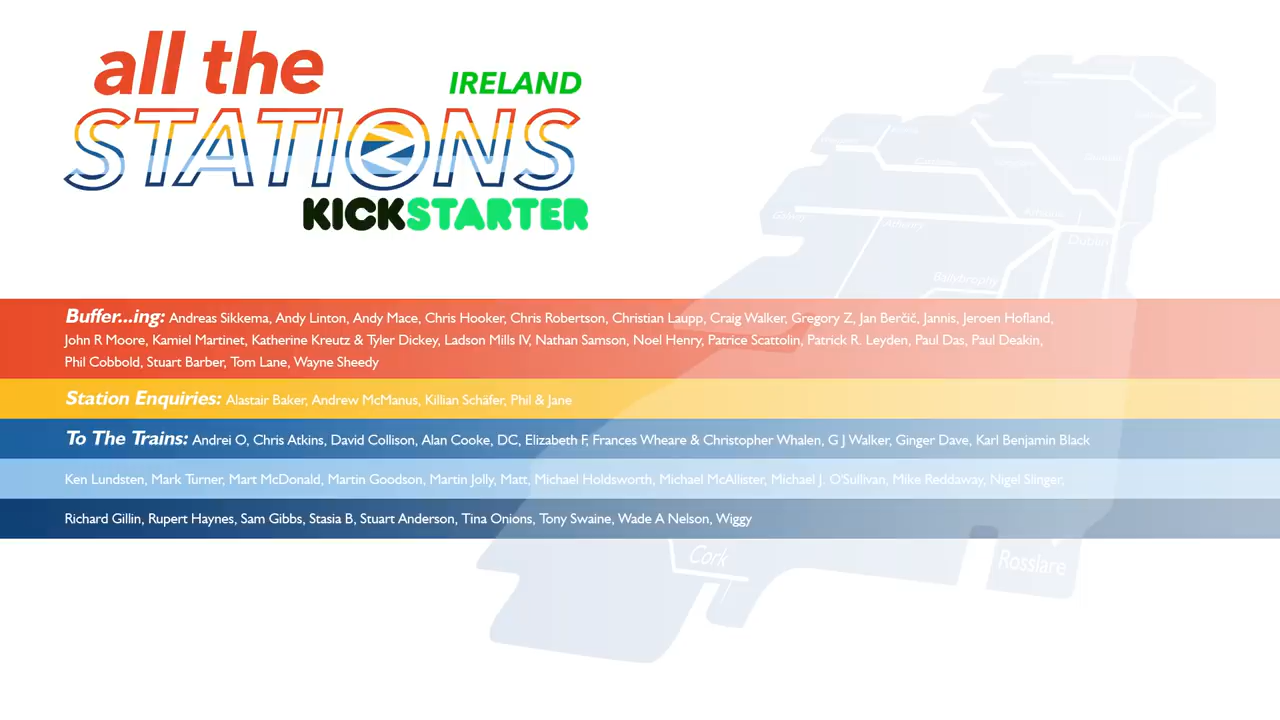 all the
IRELAND
STATIONS
KICKSTARTER
Galway
Athenry
Dublin
Ballybrophy
Buffer...ing: Andreas Sikkema, Andy Linton, Andy Mace, Chris Hooker, Chris Robertson, Christian Laupp, Craig Walker, Gregory Z, Jan Berčič, Jannis, Jeroen Hofland,
John R Moore, Kamiel Martinet, Katherine Kreutz & Tyler Dickey, Ladson Mills IV, Nathan Samson, Noel Henry, Patrice Scattolin, Patrick R. Leyden, Paul Das, Paul Deakin,
Phil Cobbold, Stuart Barber, Tom Lane, Wayne Sheedy
Station Enquiries: Alastair Baker, Andrew McManus, Killian Schäfer, Phil & Jane
To The Trains: Andrei O, Chris Atkins, David Collison, Alan Cooke, DC, Elizabeth F, Frances Wheare & Christopher Whalen, G J Walker, Ginger Dave, Karl Benjamin Black
Ken Lundsten, Mark Turner, Mart McDonald, Martin Goodson, Martin Jolly, Matt, Michael Holdsworth, Michael McAllister, Michael J. O'Sullivan, Mike Reddaway, Nigel Slinger,
Richard Gillin, Rupert Haynes, Sam Gibbs, Stasia B, Stuart Anderson, Tina Onions, Tony Swaine, Wade A Nelson, Wiggy
Cork
Rosslare